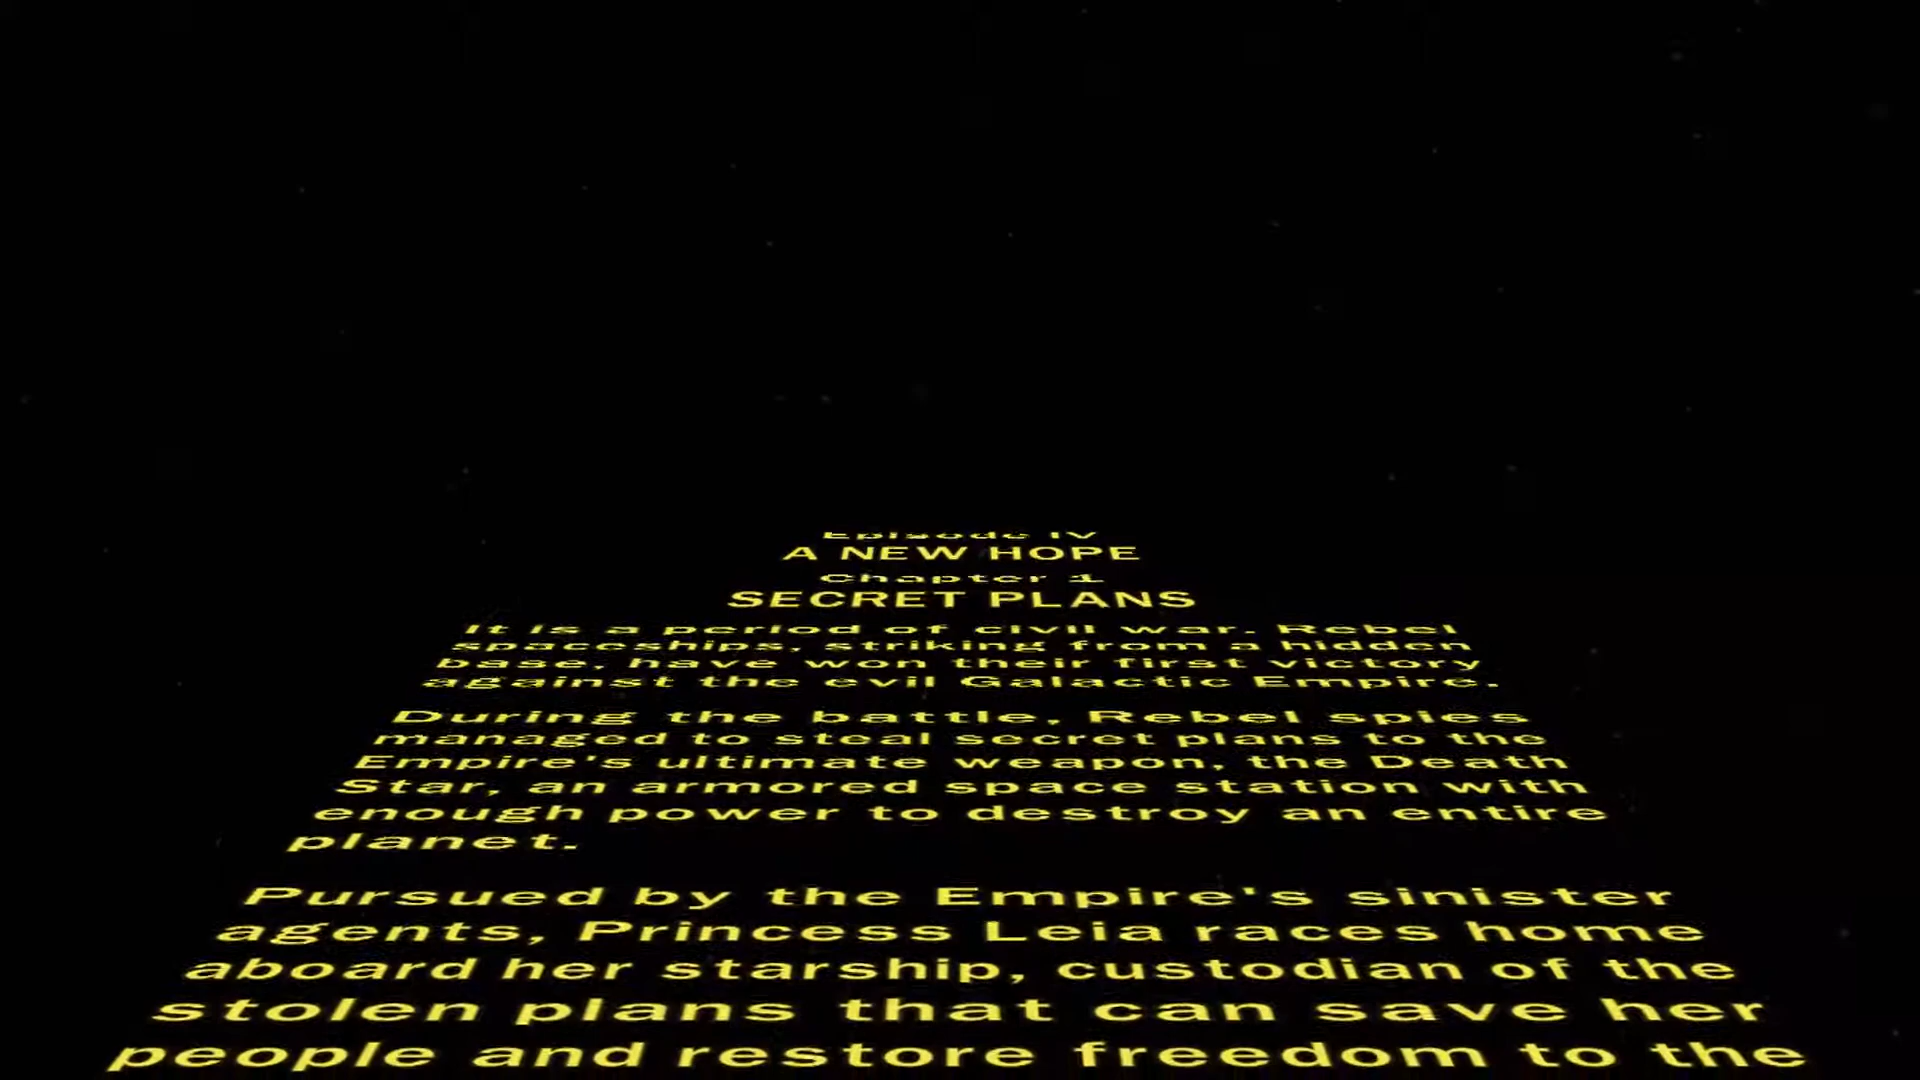 Episode IV
A NEW HOPE
Chapter 1
SECRET PLANS
It is a period of civil war. Rebel
spaceships, striking from a hidden
base, have won their first victory
against the evil Galactic Empire.
During the battle, Rebel spies
managed to steal secret plans to the
Empire's ultimate weapon, the Death
Star, an armored space station with
enough power to destroy an entire
planet.
Pursued by the Empire's sinister
agents, Princess Leia races home
aboard her starship, custodian of the
stolen plans that can save her
people and restore freedom to the